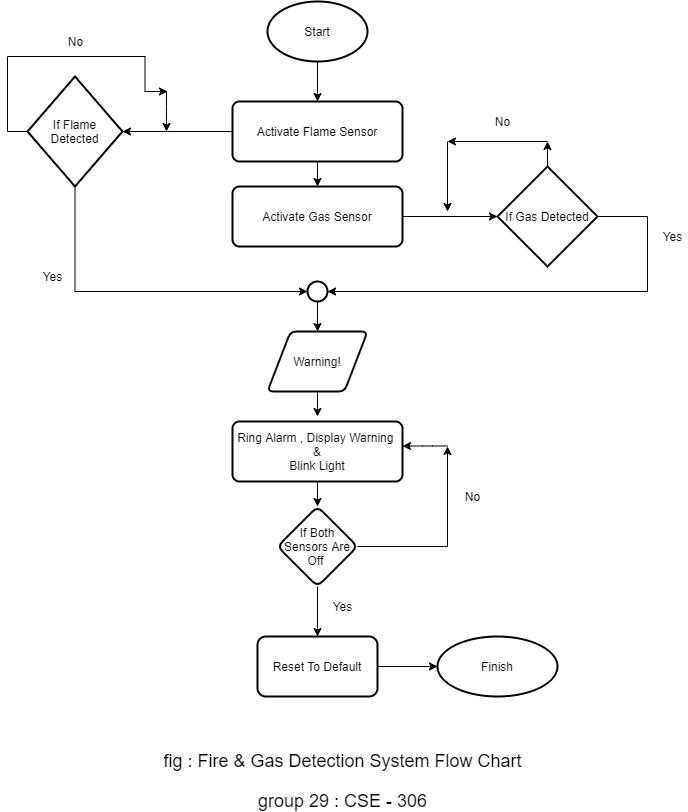 Start
No
If Flame
Detected
Activate Flame Sensor
No
Activate Gas Sensor
If Gas Detected
Yes
Yes
Warning!
Ring Alarm , Display Warning
&
Blink Light
No
If Both
Sensors Are
Off
Yes
Reset To Default
Finish
fig : Fire & Gas Detection System Flow Chart
group 29 : CSE - 306